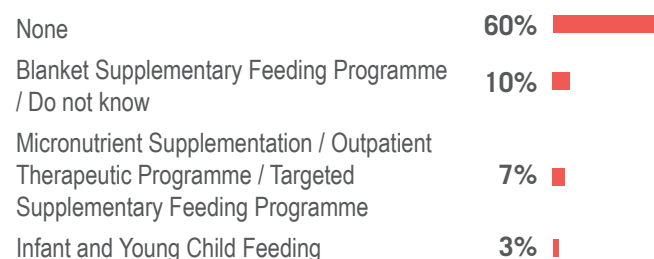 None 60%
Blanket Supplementary Feeding Programme
/ Do not know 10%
Micronutrient Supplementation / Outpatient
Therapeutic Programme / Targeted 7%
Supplementary Feeding Programme
Infant and Young Child Feeding 3%